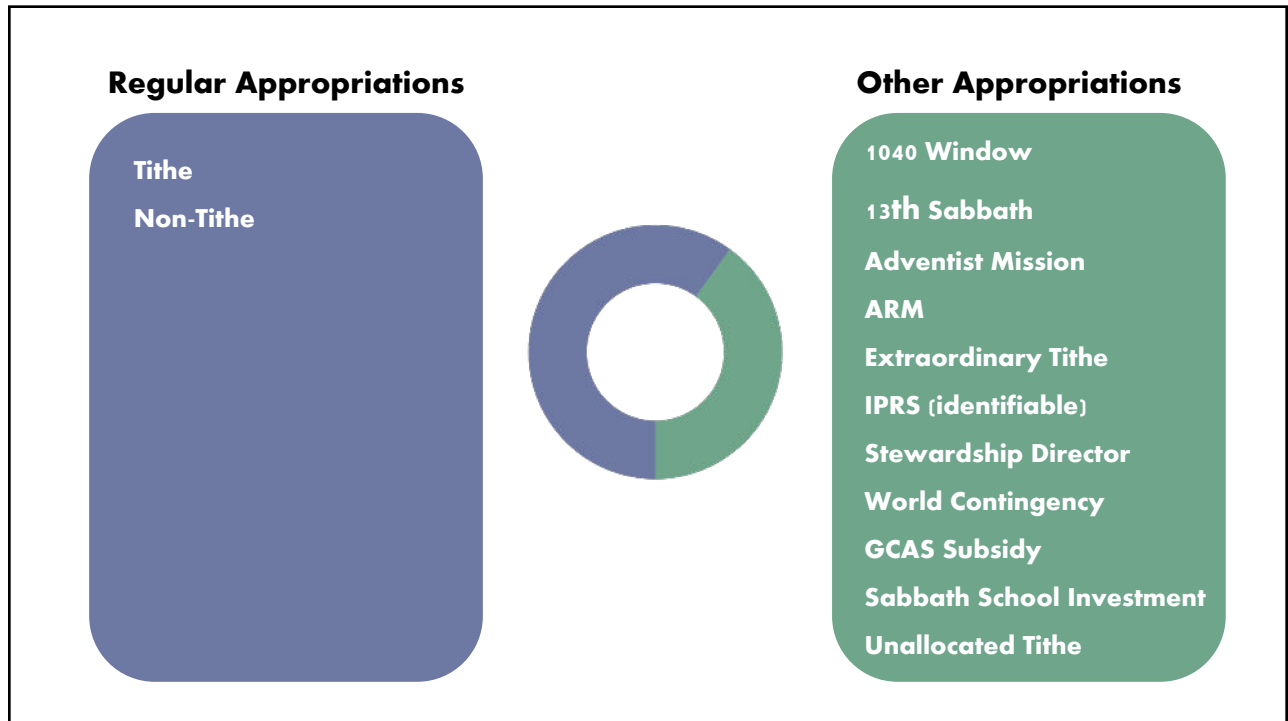 Regular Appropriations
Tithe
Non-Tithe
Other Appropriations
1040 Window
13th Sabbath
Adventist Mission
ARM
Extraordinary Tithe
IPRS (identifiable)
Stewardship Director
World Contingency
GCAS Subsidy
Sabbath School Investment
Unallocated Tithe